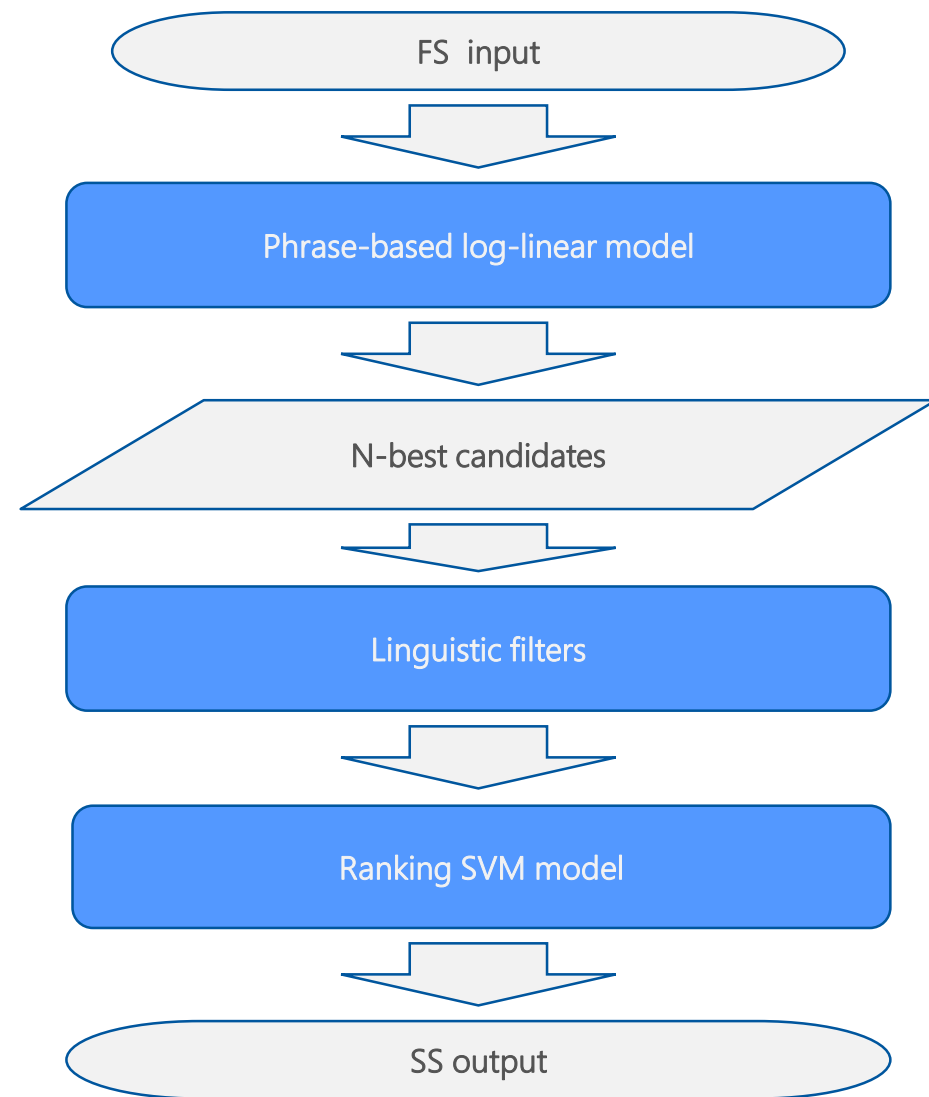 FS input
Phrase-based log-linear model
N-best candidates
Linguistic filters
Ranking SVM model
SS output